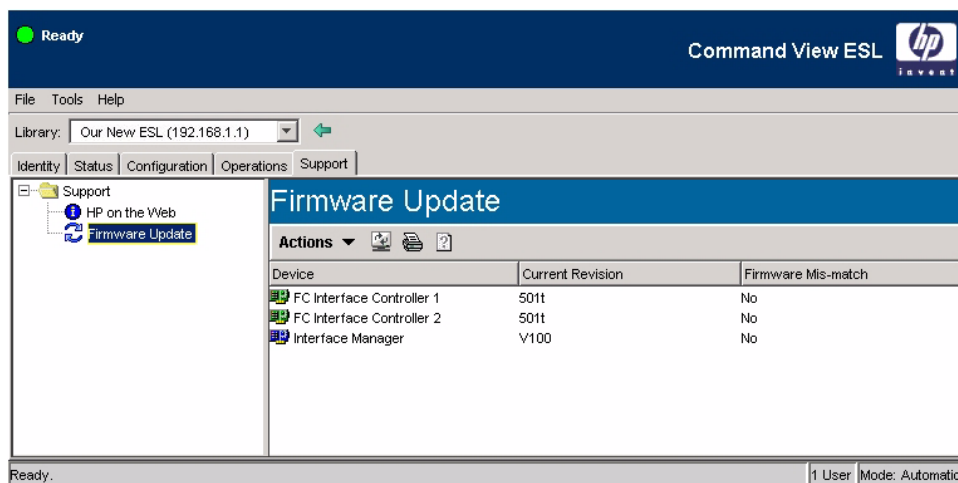 Ready
Command View ESL
hp
invent
File Tools Help
Library: Our New ESL (192.168.1.1)
Identity Status Configuration Operations Support
Support
HP on the Web
Firmware Update
Firmware Update
Actions
Device Current Revision Firmware Mis-match
FC Interface Controller 1 501t No
FC Interface Controller 2 501t No
Interface Manager V100 No
Ready. 1 User Mode: Automatic